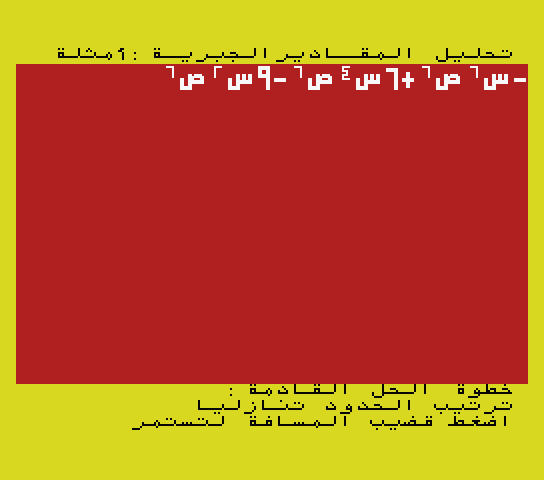 تحليل المقادير الجبرية :أمثلة
-س٦ ص٦ +٦س٤ ص٦ -٩س٢ ص٦
خطوة الحل القادمة :
ترتيب الحدود تنازليا
اضغط قضيب المسافة لتستمر